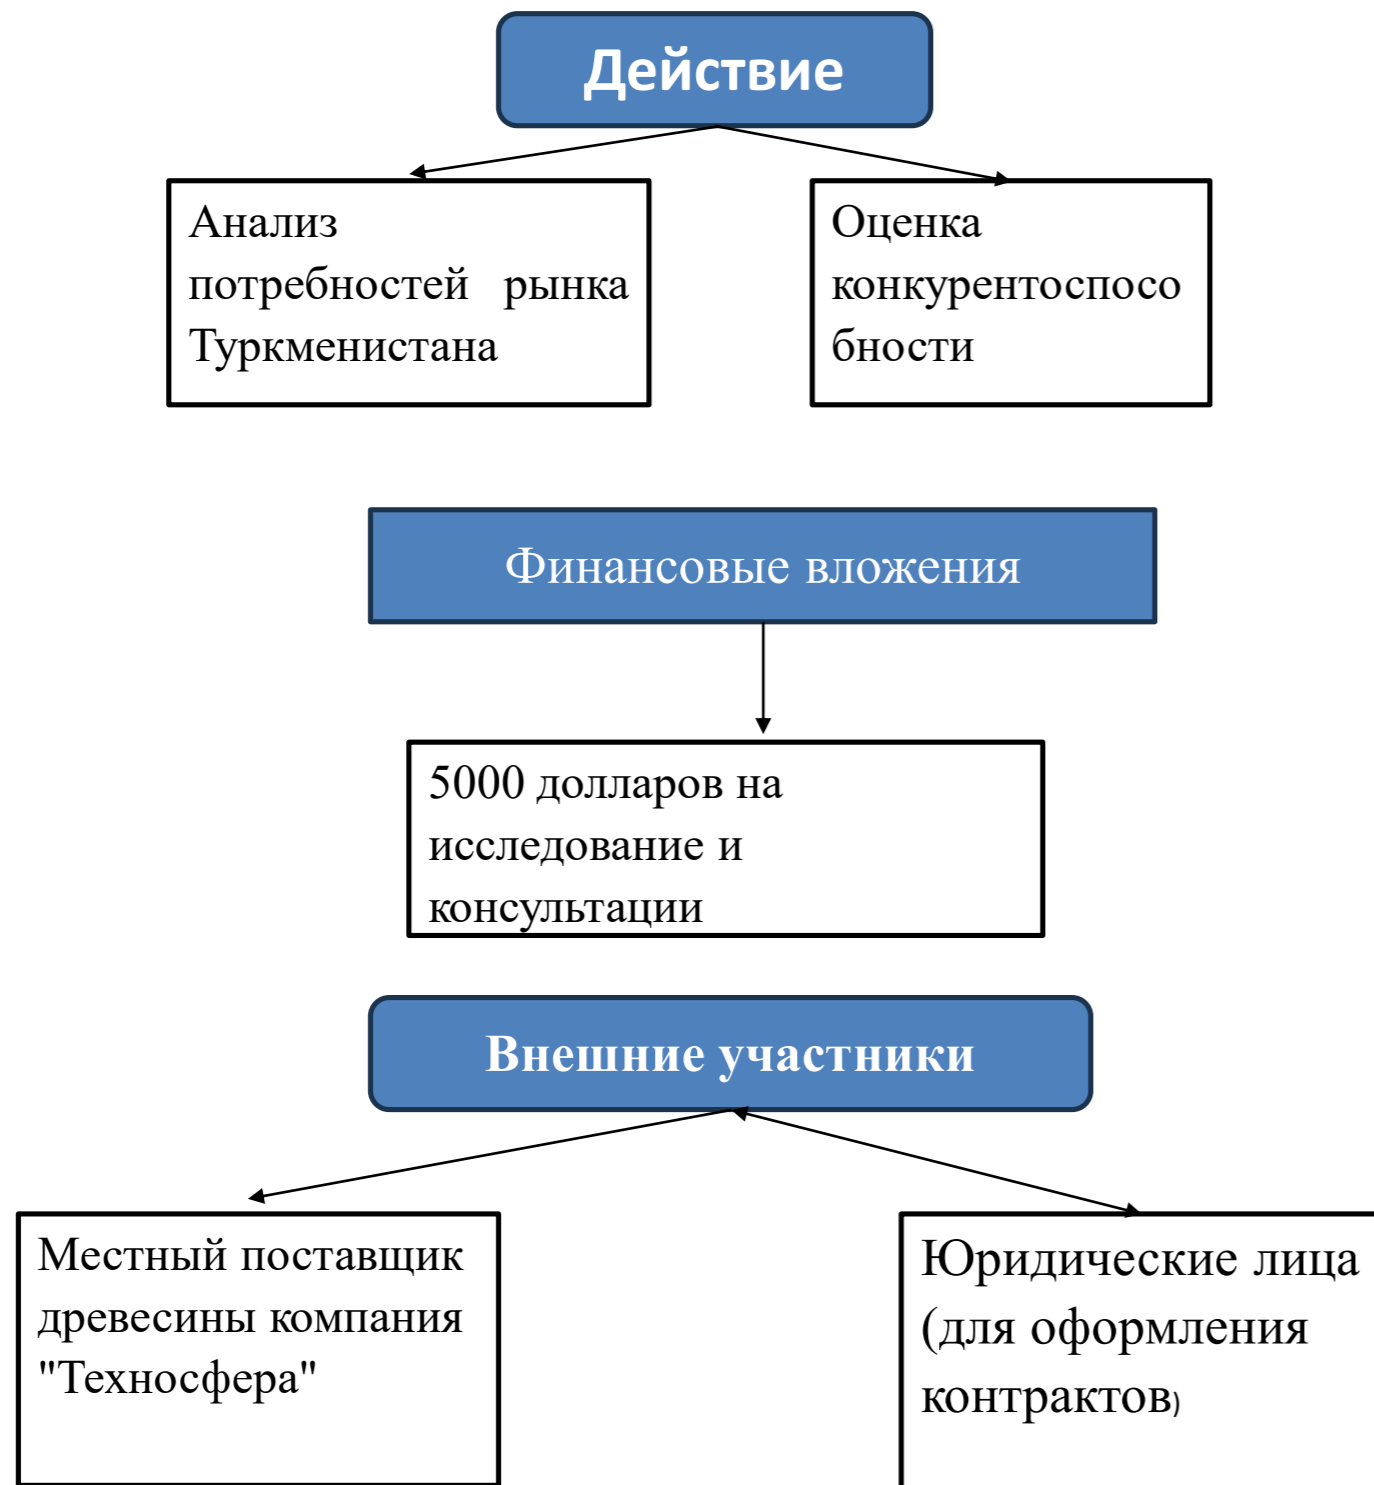 Действие
Анализ
потребностей рынка
Туркменистана
Оценка
конкурентоспосо
бности
Финансовые вложения
5000 долларов на
исследование и
консультации
Внешние участники
Местный поставщик
древесины компания
"Техносфера"
Юридические лица
(для оформления
контрактов)